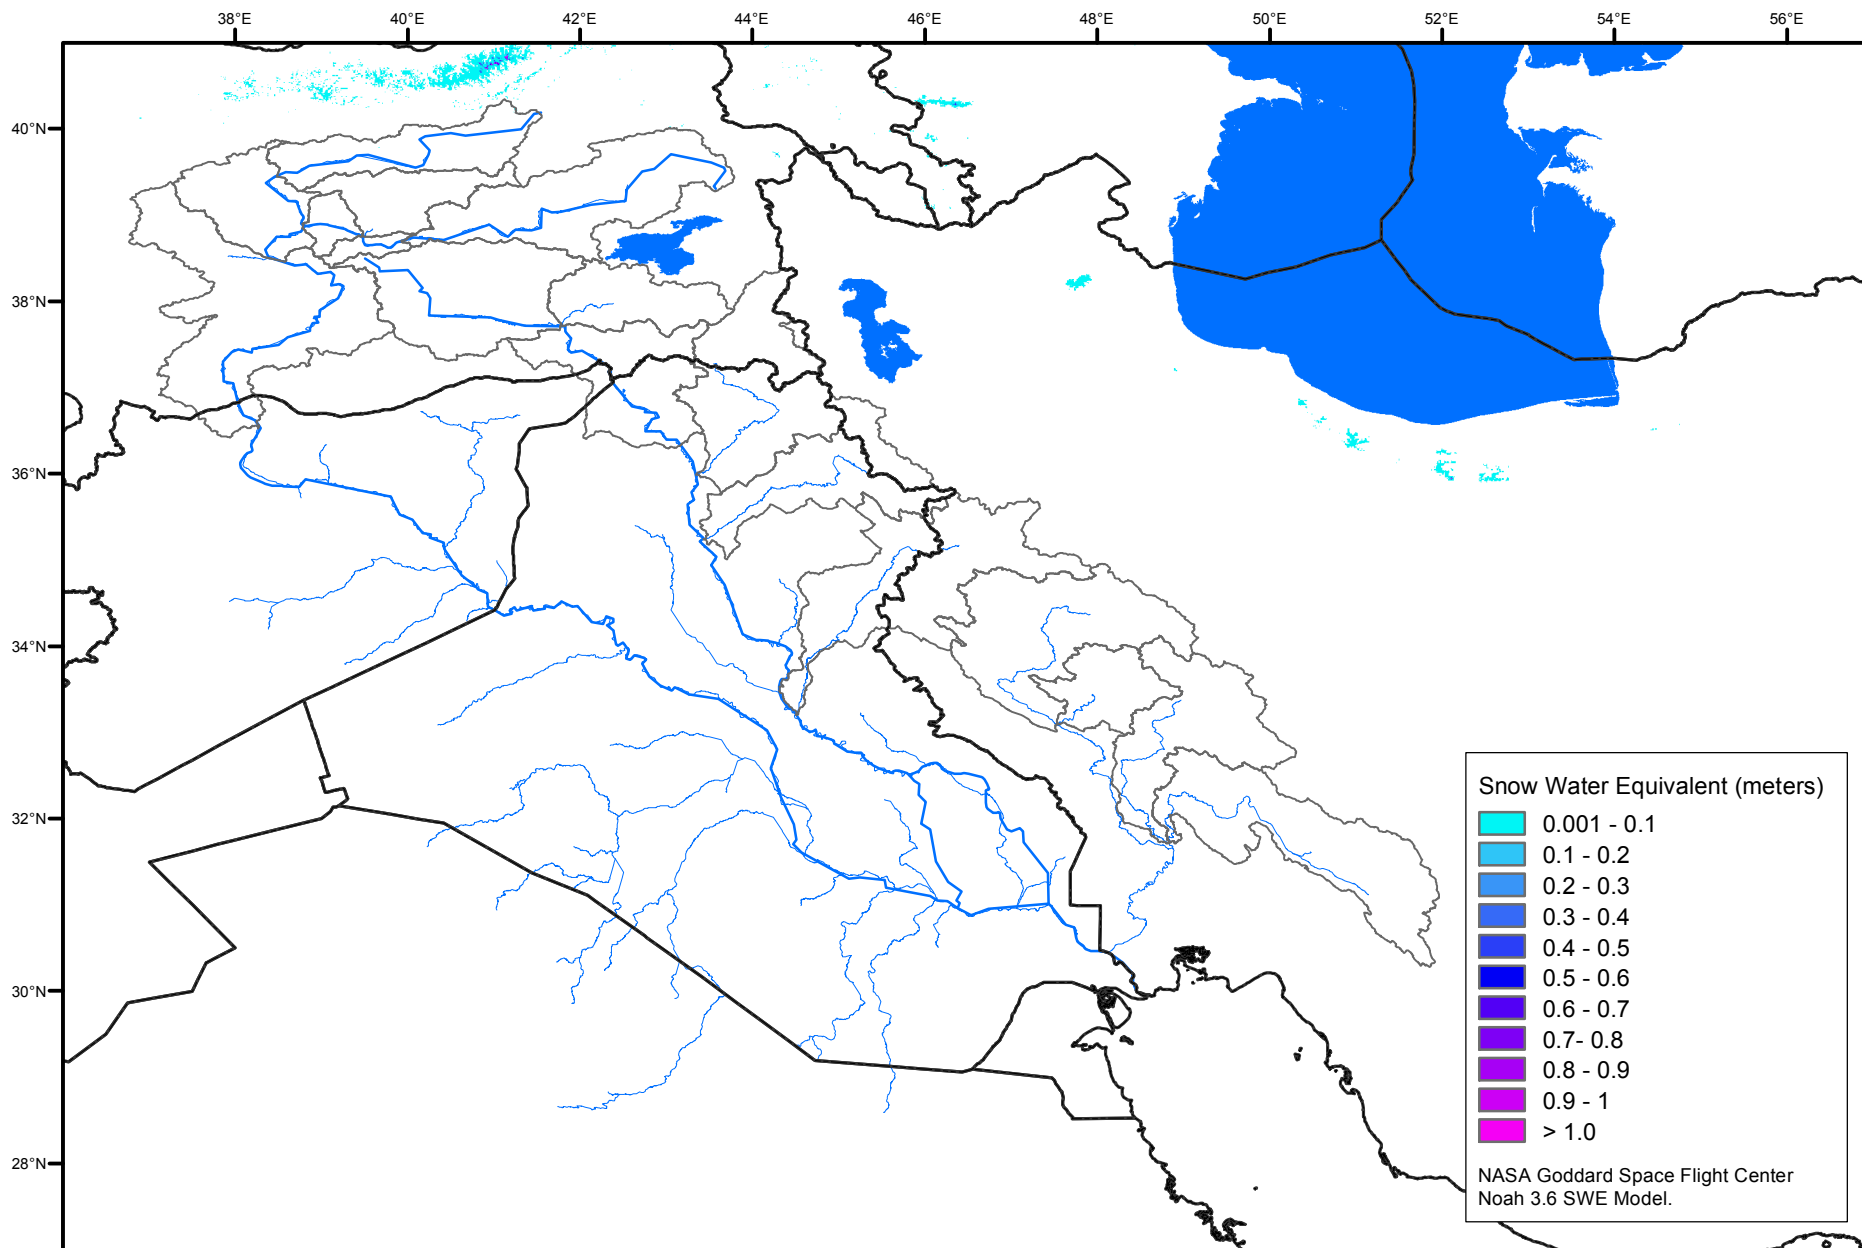 38°E 40°E 42°E 44°E 46°E 48°E 50°E 52°E 54°E 56°E
40°N
38°N
36°N
34°N
32°N
30°N
28°N
Snow Water Equivalent (meters)
0.001 - 0.1
0.1 - 0.2
0.2 - 0.3
0.3 - 0.4
0.4 - 0.5
0.5 - 0.6
0.6 - 0.7
0.7- 0.8
0.8 - 0.9
0.9 - 1
> 1.0
NASA Goddard Space Flight Center
Noah 3.6 SWE Model.